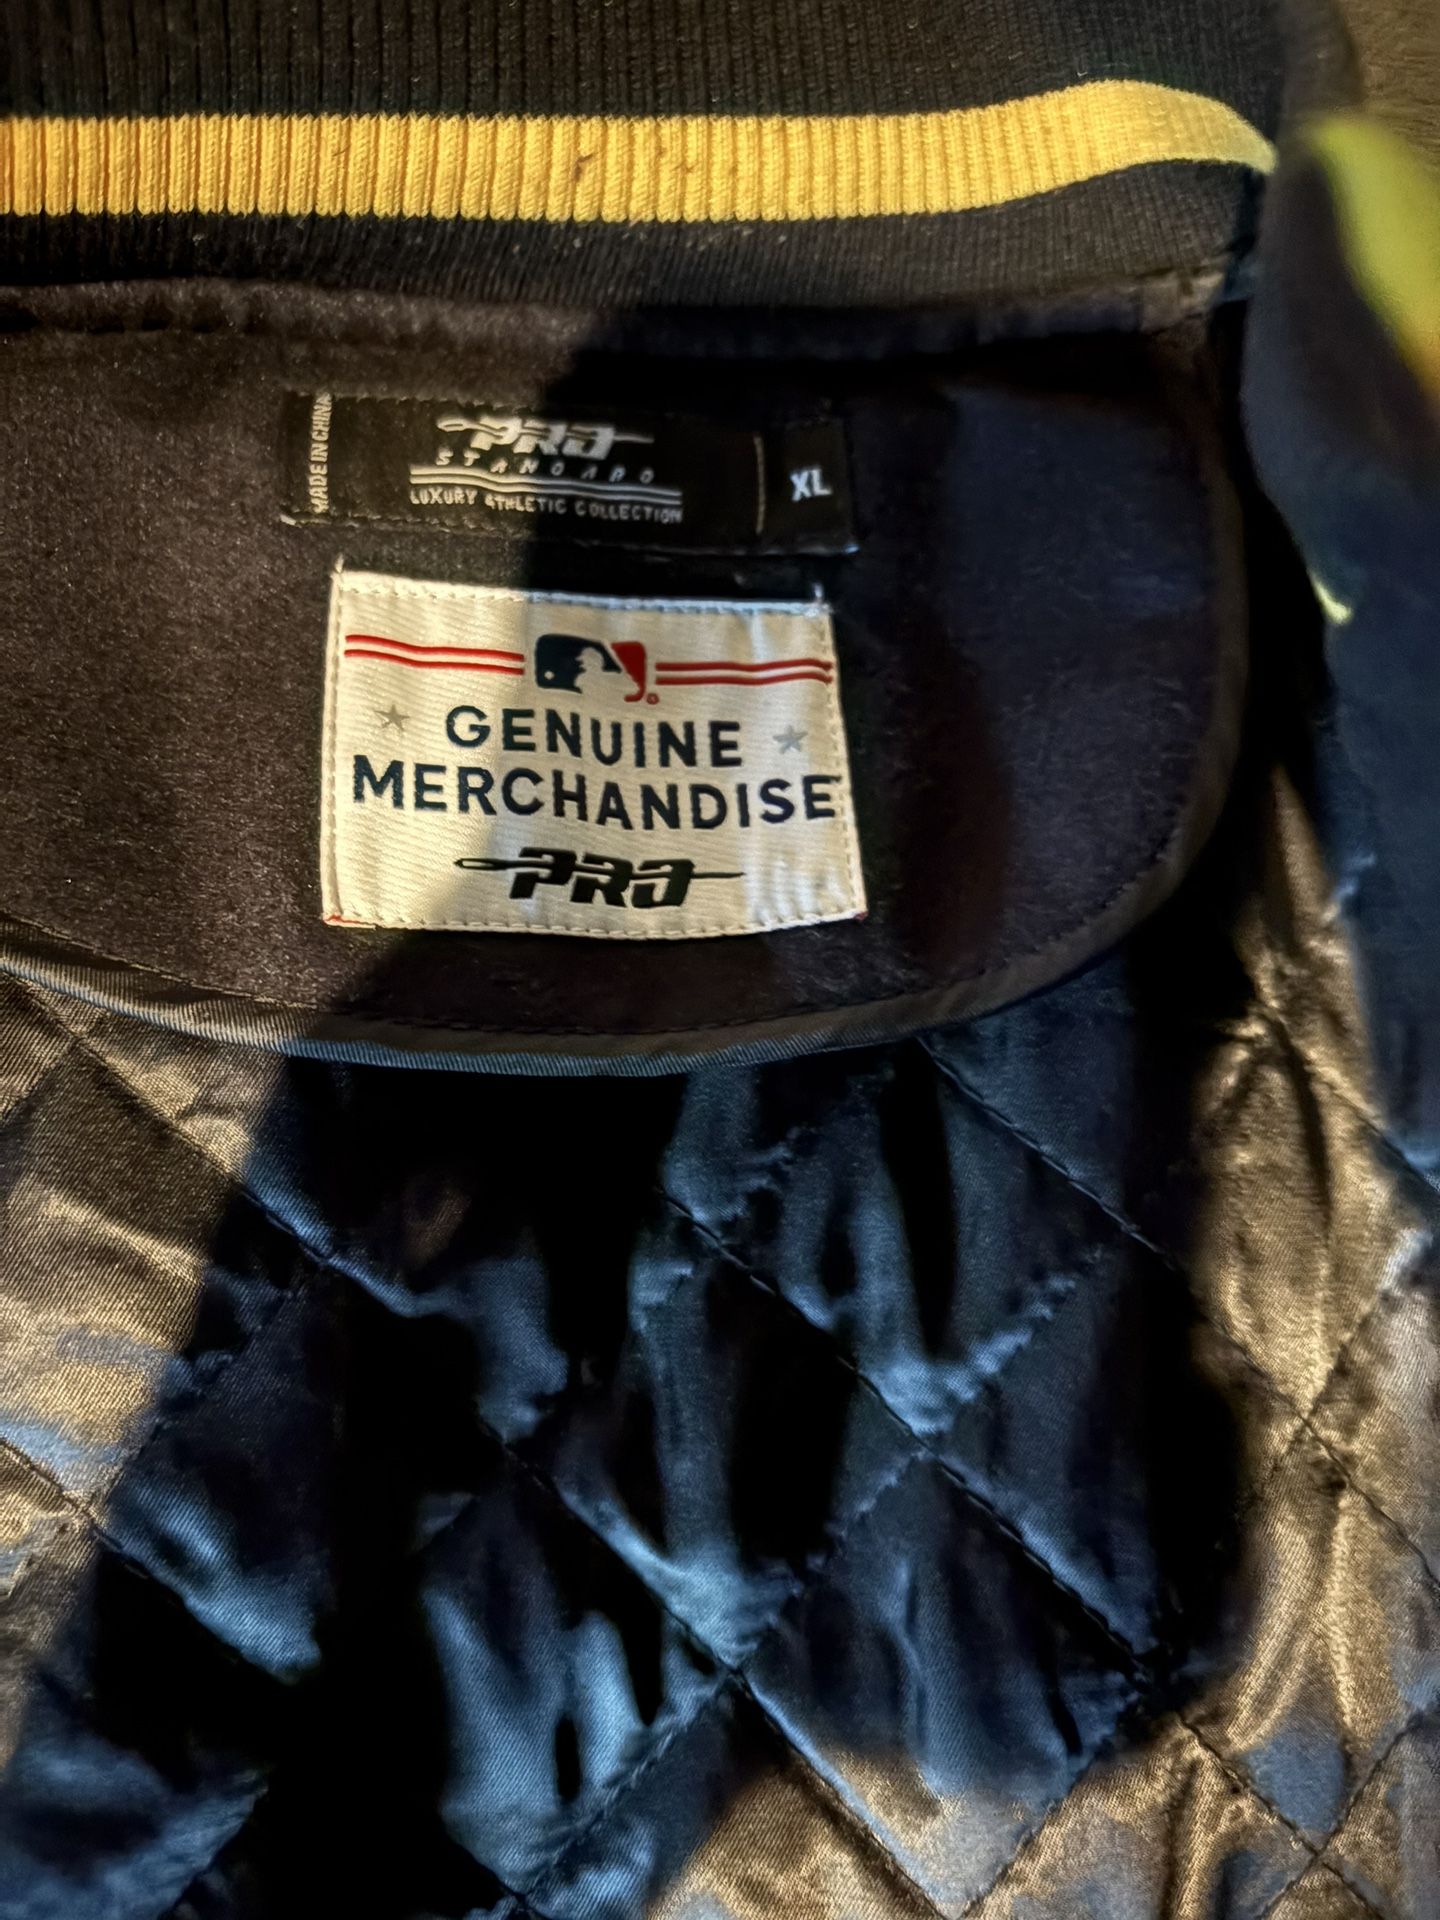 MADE IN CHINA
PRO
STANDARD
LUXURY ATHLETIC COLLECTION
XL
GENUINE
MERCHANDISE
PRO